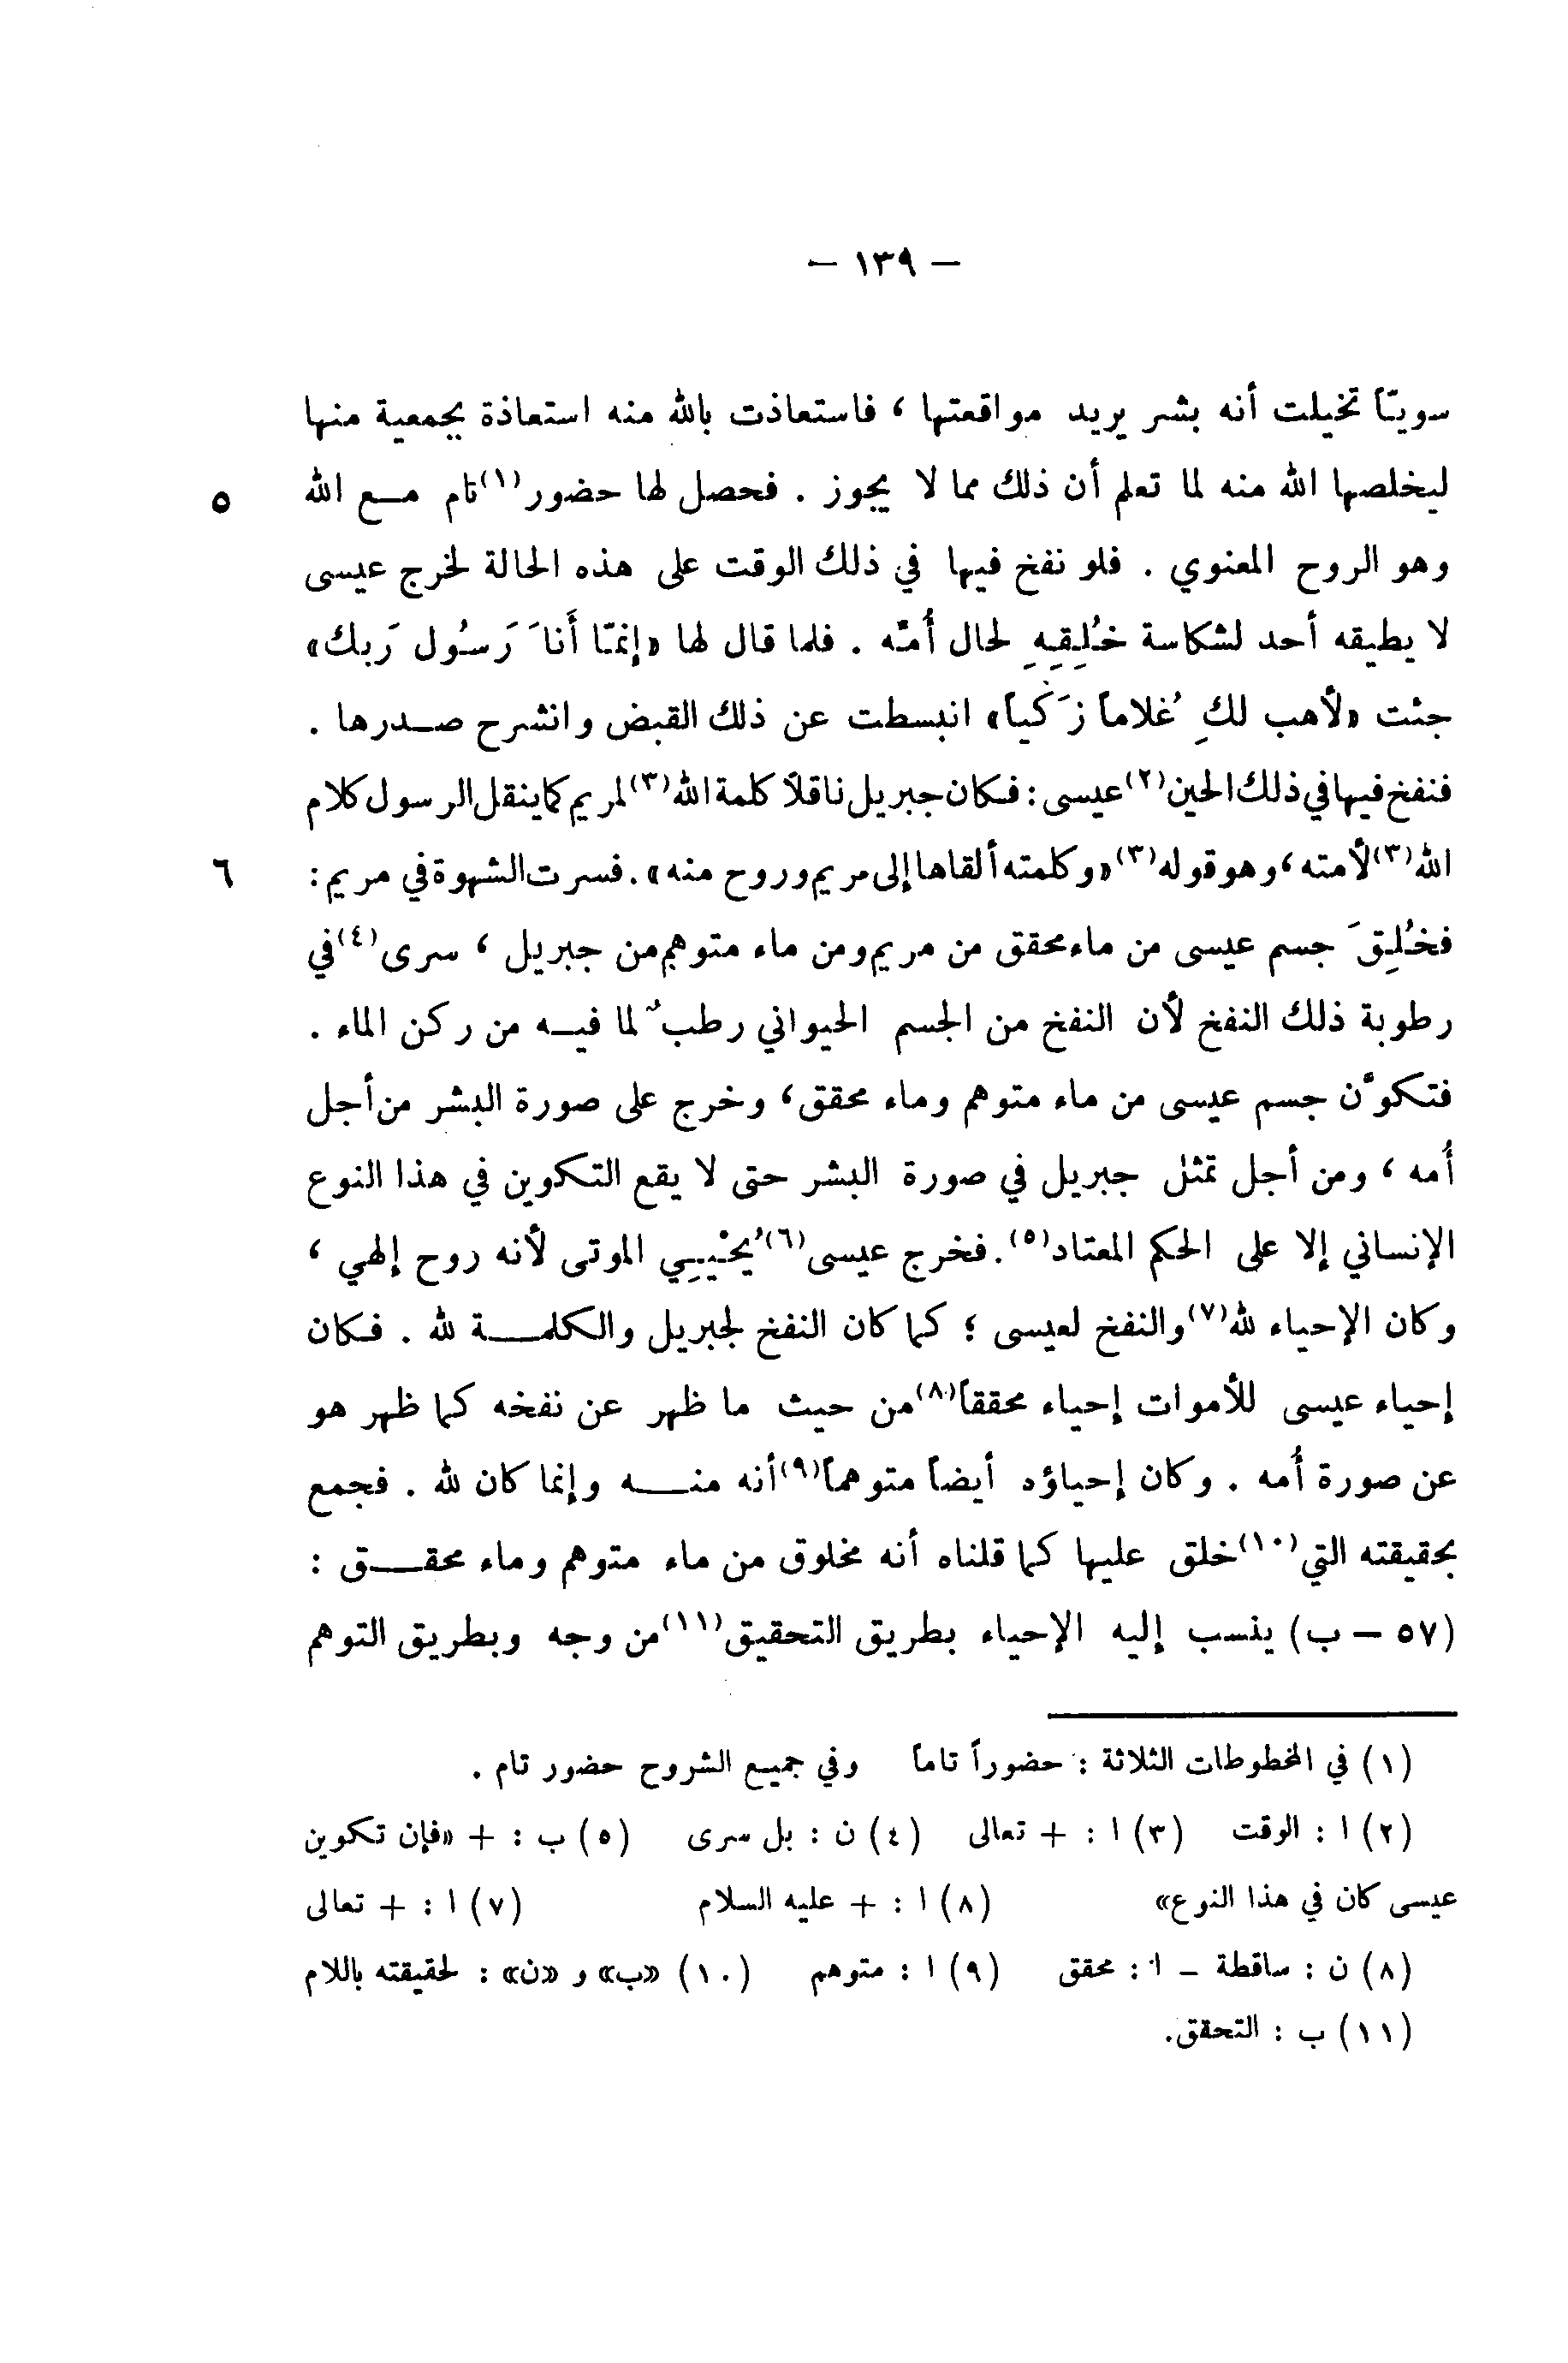 — ١٣٩ —
سويّاً تخيلت أنه بشر يريد مواقعتها ، فاستعاذت بالله منه استعاذة بجمعية منها
ليخلصها الله منه لما تعلم أن ذلك مما لا يجوز . فحصل لها حضور(١) تام مع الله ٥
وهو الروح المعنوي . فلو نفخ فيها في ذلك الوقت على هذه الحالة لخرج عيسى
لا يطيقه أحد لشكاسة خُلِقِهِ لحال أُمّه . فلما قال لها «إنمّا أَنا رَسُول رَبك»
جئت «لأهب لكِ غُلاماً زَكياً» انبسطت عن ذلك القبض وانشرح صدرها .
فنفخ فيها في ذلك الحين(٢) عيسى : فكان جبريل ناقلاً كلمة الله(٣) لمريم كما ينقل الرسول كلام
الله(٣) لأمته ، وهو قوله(٣) «وكلمته ألقاها إلى مريم وروح منه» . فسرت الشهوة في مريم : ٦
فخُلِقَ جسم عيسى من ماء محقق من مريم ومن ماء متوهم من جبريل ، سرى(٤) في
رطوبة ذلك النفخ لأن النفخ من الجسم الحيواني رطبٌ لما فيه من ركن الماء .
فتكوَّن جسم عيسى من ماء متوهم وماء محقق ، وخرج على صورة البشر من أجل
أُمه ، ومن أجل تمثل جبريل في صورة البشر حتى لا يقع التكوين في هذا النوع
الإنساني إلا على الحكم المعتاد(٥) . فخرج عيسى(٦) يُحْيِي الموتى لأنه روح إلهي ،
وكان الإحياء لله(٧) والنفخ لعيسى ؛ كما كان النفخ لجبريل والكلمة لله . فكان
إحياء عيسى للأموات إحياء محققاً(٨) من حيث ما ظهر عن نفخه كما ظهر هو
عن صورة أُمه . وكان إحياؤه أيضاً متوهماً(٩) أنه منه وإنما كان لله . فجمع
بحقيقته التي(١٠) خلق عليها كما قلناه أنه مخلوق من ماء متوهم وماء محقق :
(٥٧ – ب) ينسب إليه الإحياء بطريق التحقيق(١١) من وجه وبطريق التوهم
(١) في المخطوطات الثلاثة : حضوراً تاماً وفي جميع الشروح حضور تام .
(٢) ا : الوقت (٣) ا : + تعالى (٤) ن : بل سرى (٥) ب : + «فإن تكوين
عيسى كان في هذا النوع» (٨) ا : + عليه السلام (٧) ا : + تعالى
(٨) ن : ساقطة – ا : محقق (٩) ا : متوهم (١٠) «ب» و «ن» : لحقيقته باللام
(١١) ب : التحقق.